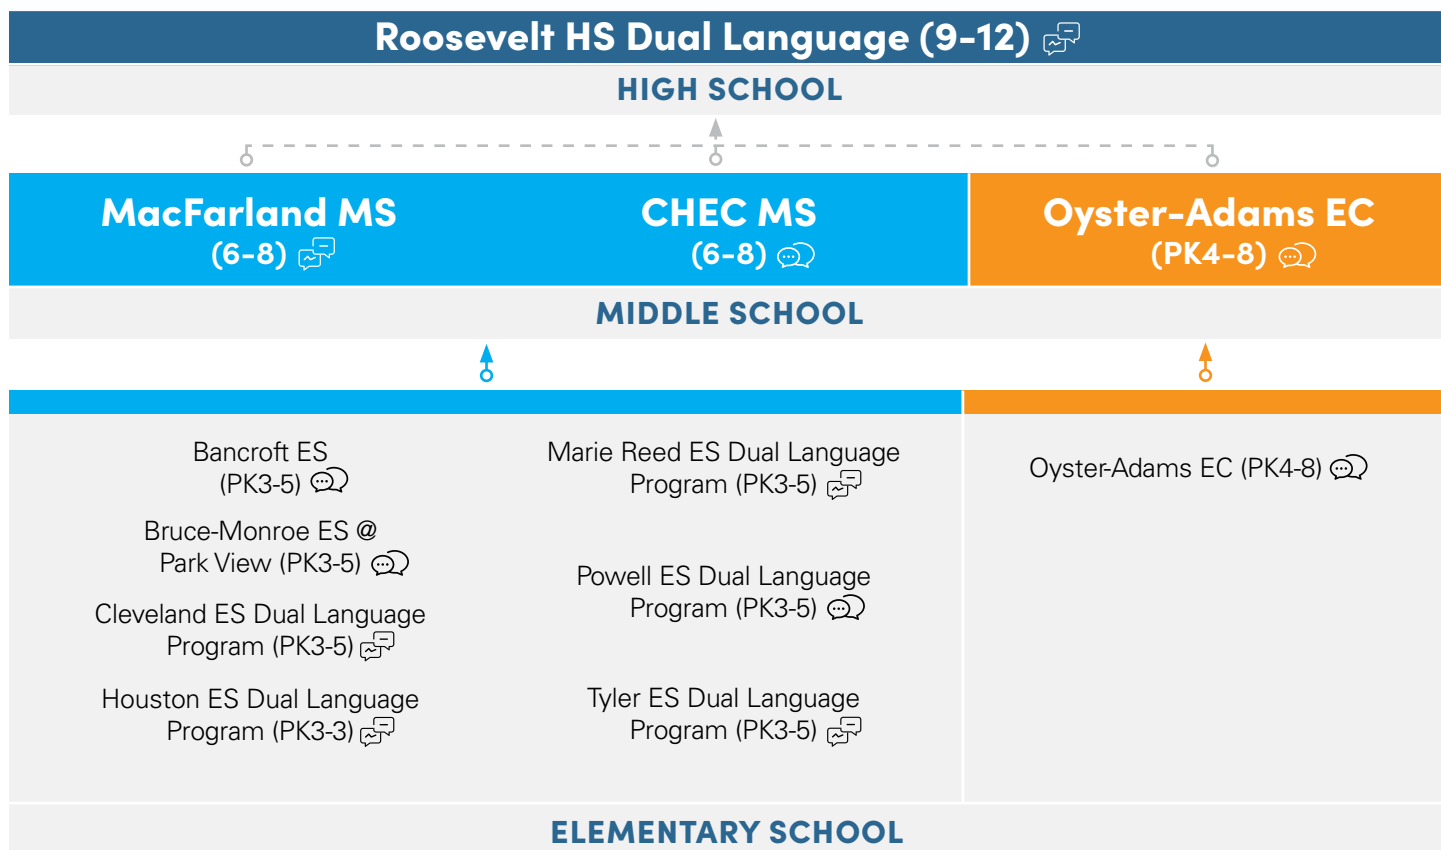 Roosevelt HS Dual Language (9-12)
HIGH SCHOOL
MacFarland MS
(6-8)
CHEC MS
(6-8)
Oyster-Adams EC
(PK4-8)
MIDDLE SCHOOL
Bancroft ES
(PK3-5)
Bruce-Monroe ES @
Park View (PK3-5)
Cleveland ES Dual Language
Program (PK3-5)
Houston ES Dual Language
Program (PK3-3)
Marie Reed ES Dual Language
Program (PK3-5)
Powell ES Dual Language
Program (PK3-5)
Tyler ES Dual Language
Program (PK3-5)
Oyster-Adams EC (PK4-8)
ELEMENTARY SCHOOL